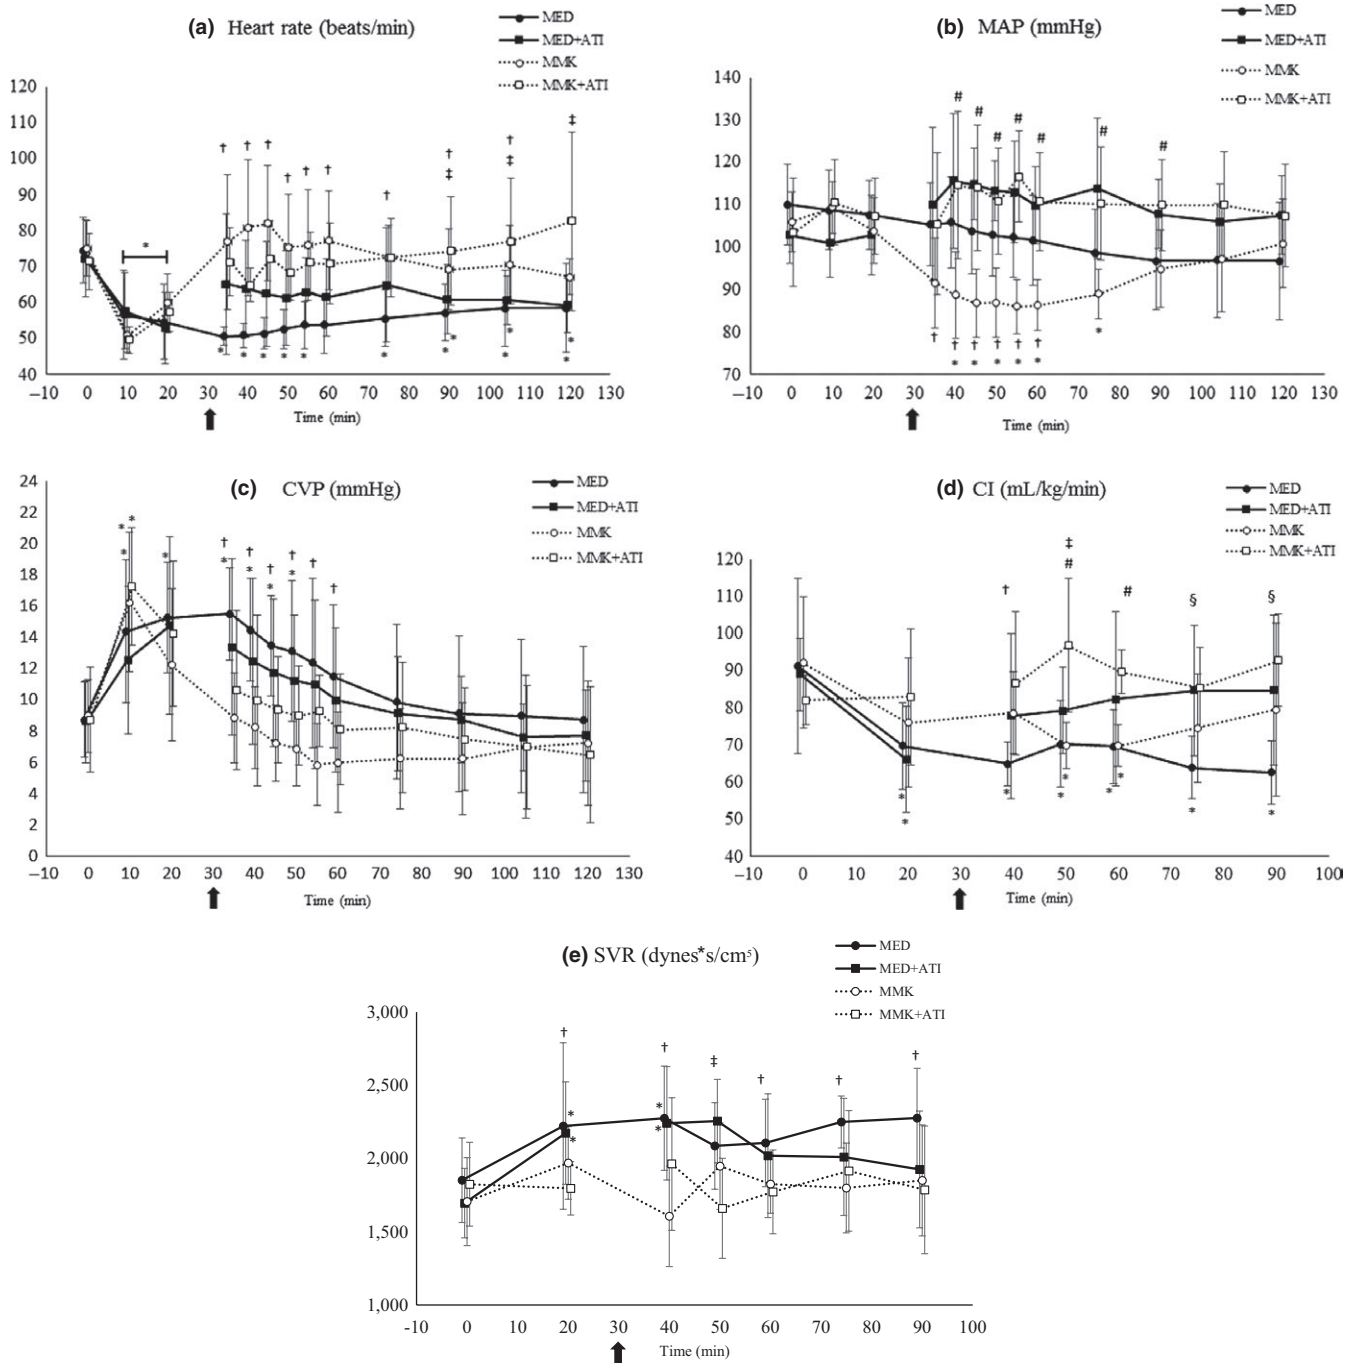 (a) Heart rate (beats/min)
MED
MED+ATI
MMK
MMK+ATI
120
110
100
90
80
70
60
50
40
* † † † † † † † † ‡ † ‡ ‡
* * * * * * * * * *
–10 0 10 20 30 40 50 60 70 80 90 100 110 120 130
Time (min)
(b) MAP (mmHg)
MED
MED+ATI
MMK
MMK+ATI
140
130
120
110
100
90
80
70
# # # # # # #
† † † † † †
* * * * * *
–10 0 10 20 30 40 50 60 70 80 90 100 110 120 130
Time (min)
(c) CVP (mmHg)
MED
MED+ATI
MMK
MMK+ATI
24
22
20
18
16
14
12
10
8
6
4
2
0
* * * * † * † * † * † * † †
–10 0 10 20 30 40 50 60 70 80 90 100 110 120 130
Time (min)
(d) CI (mL/kg/min)
MED
MED+ATI
MMK
MMK+ATI
120
110
100
90
80
70
60
50
40
† ‡ # # § §
* * * * * * * * *
–10 0 10 20 30 40 50 60 70 80 90 100
Time (min)
(e) SVR (dynes*s/cm⁵)
MED
MED+ATI
MMK
MMK+ATI
3,000
2,500
2,000
1,500
1,000
† † ‡ † † †
* * * *
-10 0 10 20 30 40 50 60 70 80 90 100
Time (min)